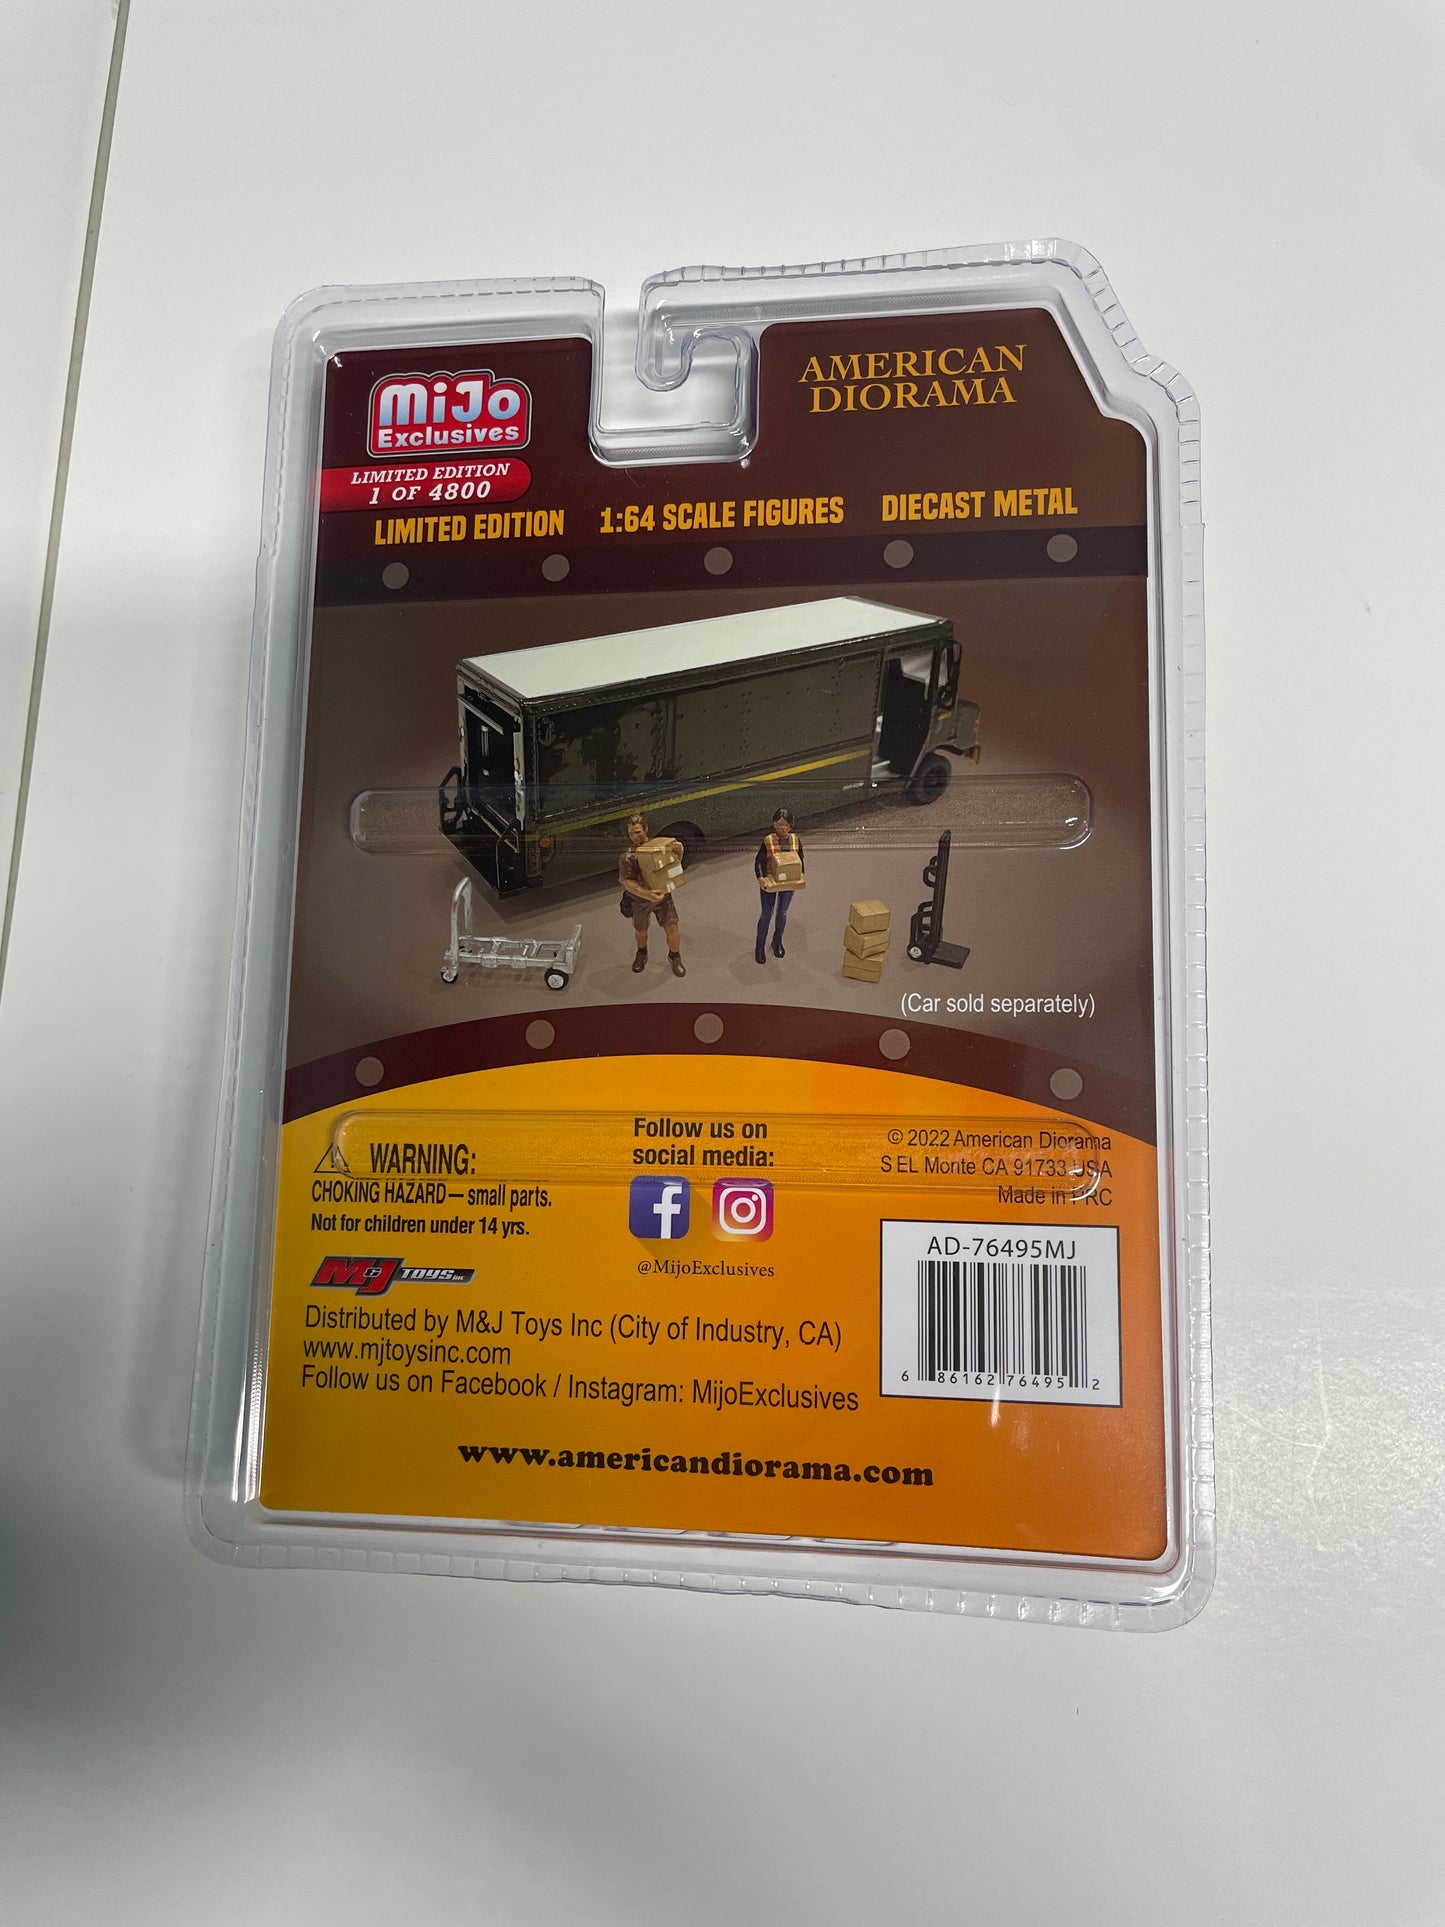 MiJo
Exclusives
LIMITED EDITION
1 OF 4800
AMERICAN
DIORAMA
LIMITED EDITION 1:64 SCALE FIGURES DIECAST METAL
(Car sold separately)
WARNING:
CHOKING HAZARD — small parts.
Not for children under 14 yrs.
Follow us on
social media:
@MijoExclusives
© 2022 American Diorama
S EL Monte CA 91733 USA
Made in PRC
AD-76495MJ
6 86162 76495 2
M&J TOYS INC
Distributed by M&J Toys Inc (City of Industry, CA)
www.mjtoysinc.com
Follow us on Facebook / Instagram: MijoExclusives
www.americandiorama.com